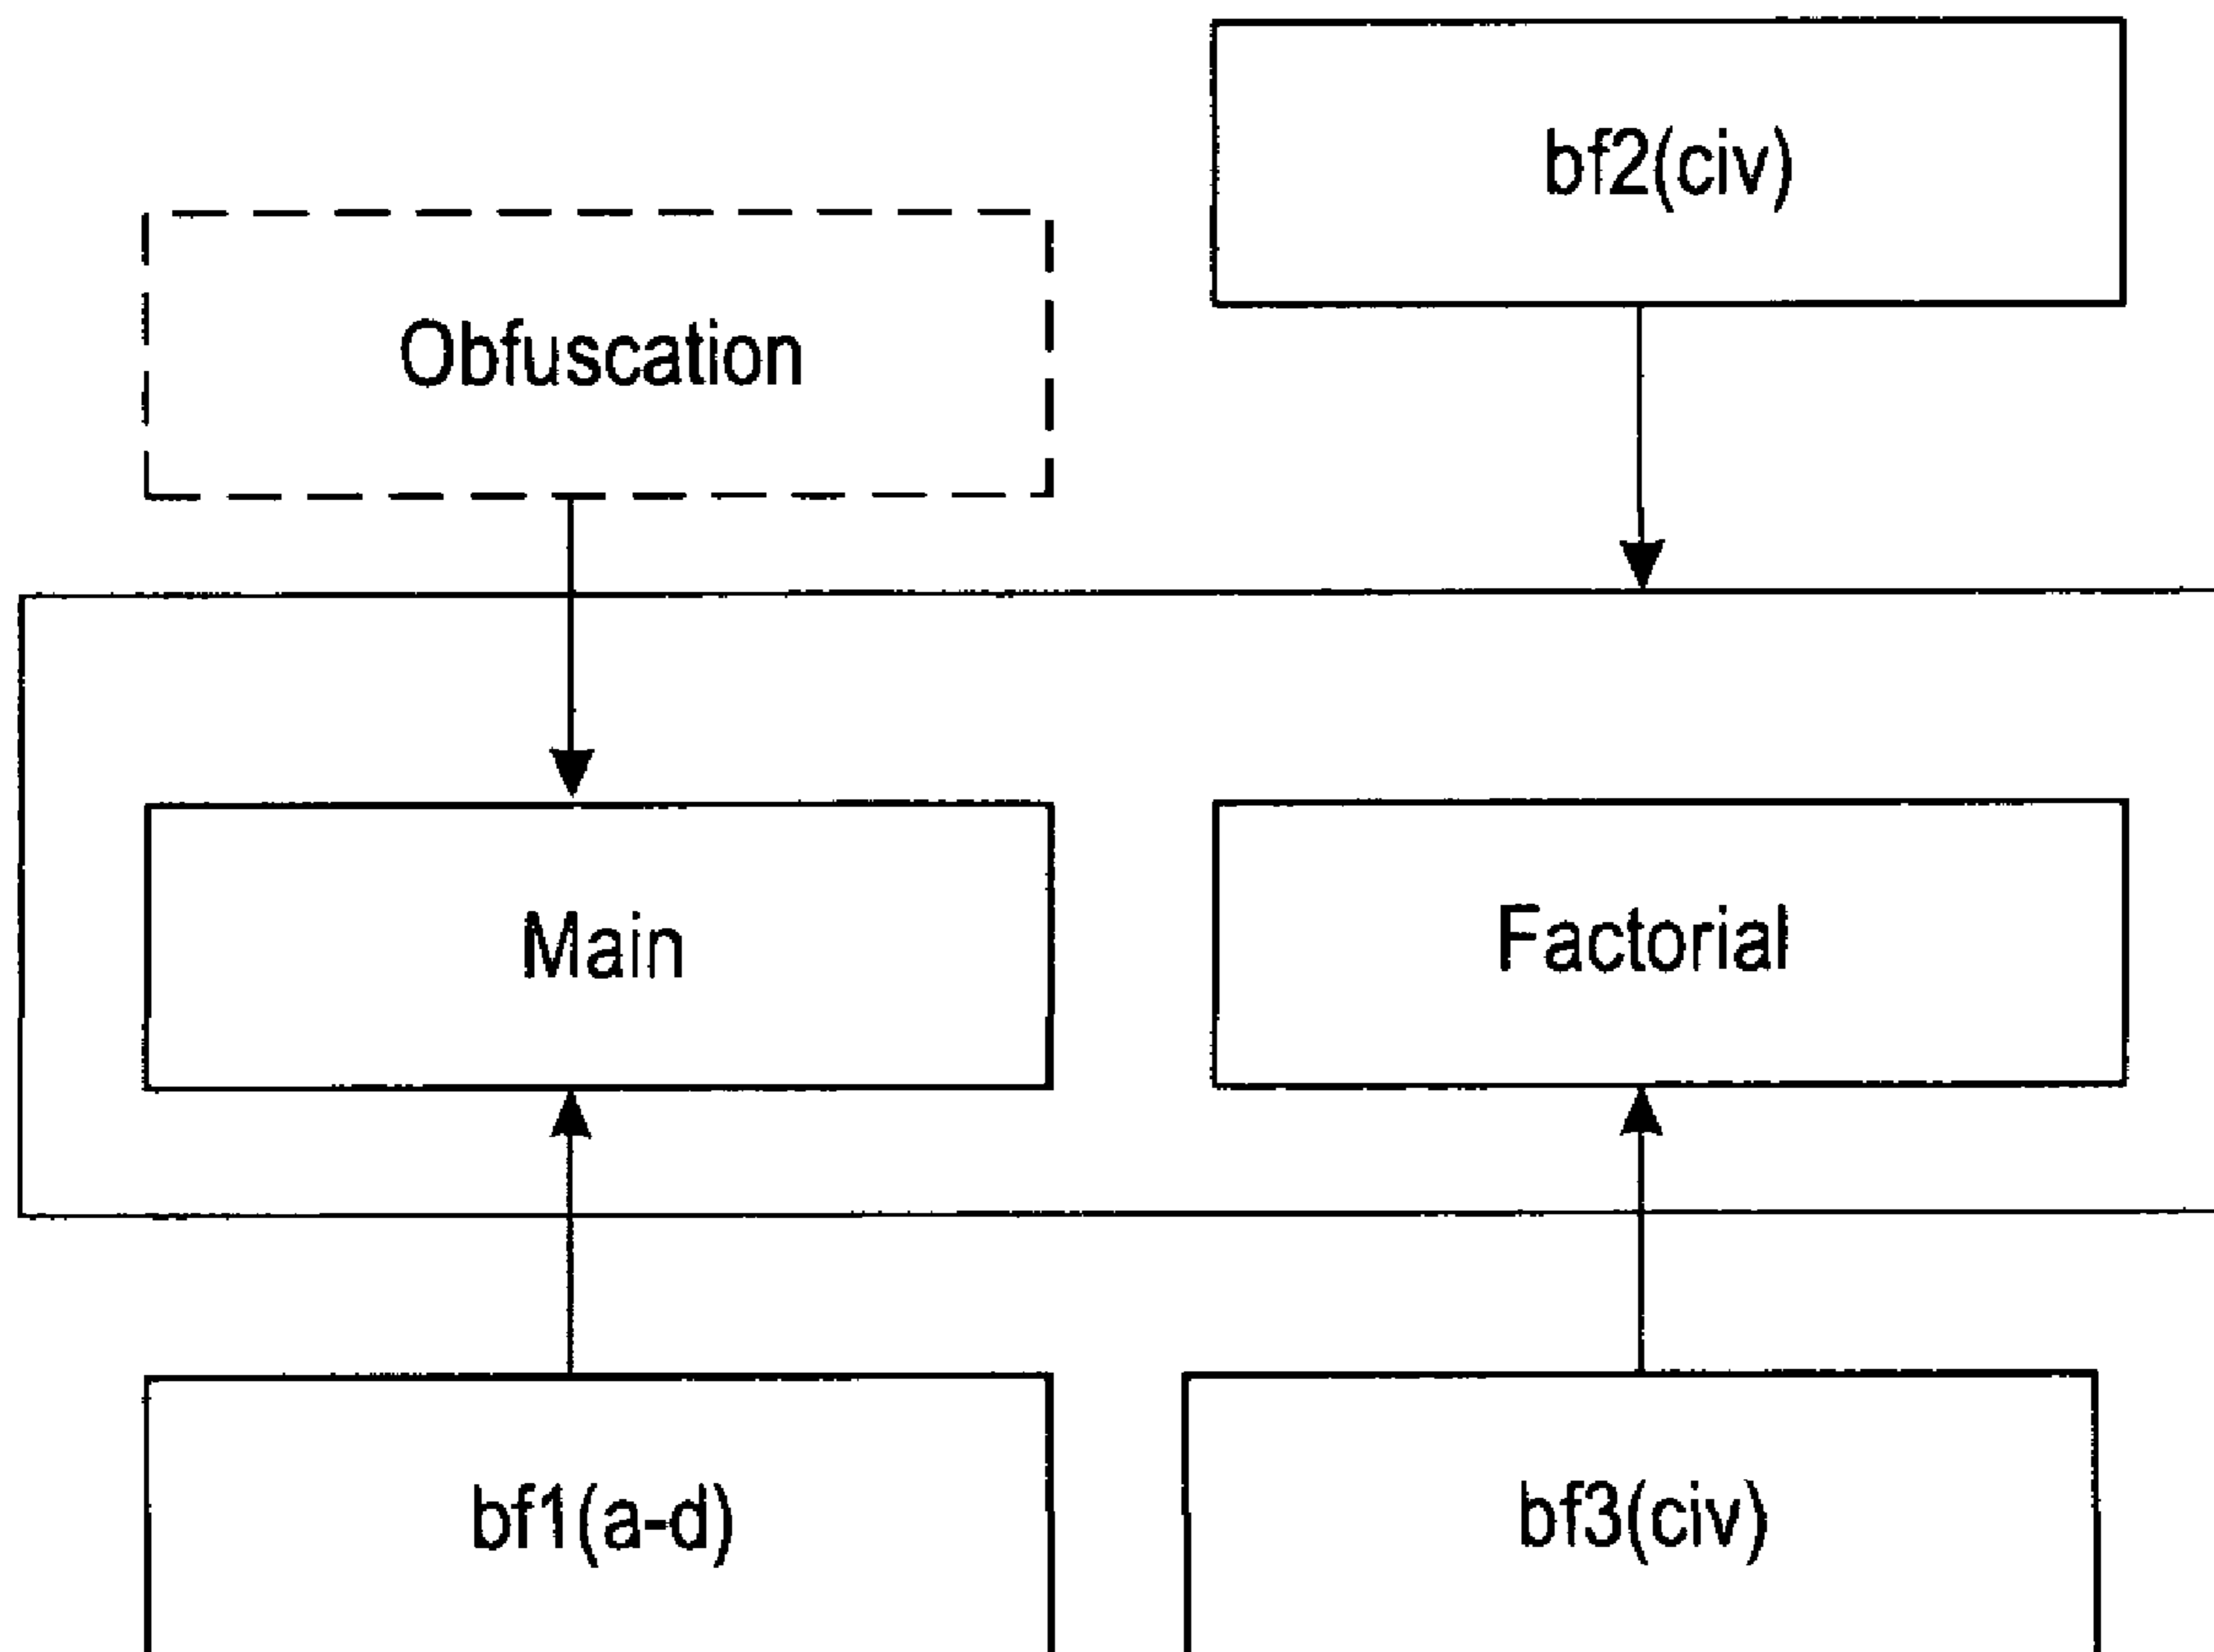 bf2(civ)
Obfuscation
Main
Factorial
bf1(a-d)
bf3(civ)